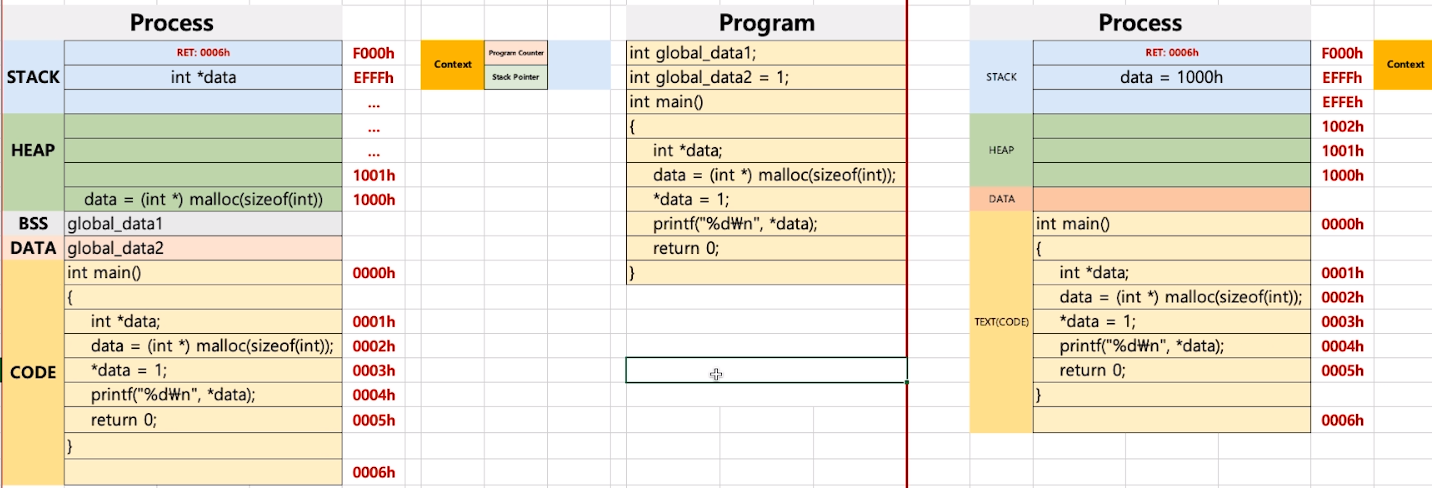 Process
Program
Process
STACK
RET: 0006h
F000h
int *data
EFFFh
...
HEAP
...
...
1001h
data = (int *) malloc(sizeof(int))
1000h
BSS
global_data1
DATA
global_data2
CODE
int main()
0000h
{
int *data;
0001h
data = (int *) malloc(sizeof(int));
0002h
*data = 1;
0003h
printf("%d₩n", *data);
0004h
return 0;
0005h
}
0006h
Context
Program Counter
Stack Pointer
int global_data1;
int global_data2 = 1;
int main()
{
int *data;
data = (int *) malloc(sizeof(int));
*data = 1;
printf("%d₩n", *data);
return 0;
}
STACK
RET: 0006h
F000h
data = 1000h
EFFFh
EFFEh
HEAP
1002h
1001h
1000h
DATA
TEXT(CODE)
int main()
0000h
{
int *data;
0001h
data = (int *) malloc(sizeof(int));
0002h
*data = 1;
0003h
printf("%d₩n", *data);
0004h
return 0;
0005h
}
0006h
Context